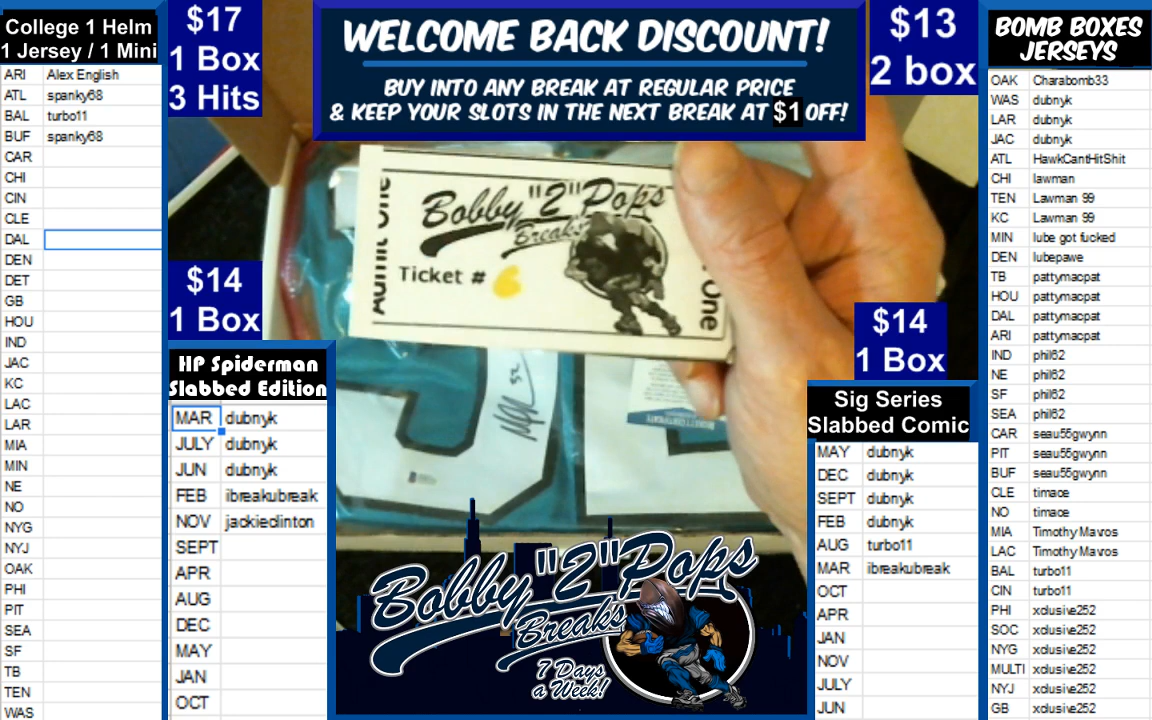 College 1 Helm
1 Jersey / 1 Mini
ARI Alex English
ATL spanky68
BAL turbo11
BUF spanky68
CAR
CHI
CIN
CLE
DAL
DEN
DET
GB
HOU
IND
JAC
KC
LAC
LAR
MIA
MIN
NE
NO
NYG
NYJ
OAK
PHI
PIT
SEA
SF
TB
TEN
WAS
$17
1 Box
3 Hits
$14
1 Box
HP Spiderman
Slabbed Edition
MAR dubnyk
JULY dubnyk
JUN dubnyk
FEB ibreakubreak
NOV jackieclinton
SEPT
APR
AUG
DEC
MAY
JAN
OCT
WELCOME BACK DISCOUNT!
BUY INTO ANY BREAK AT REGULAR PRICE
& KEEP YOUR SLOTS IN THE NEXT BREAK AT $1 OFF!
Admit One
Bobby "2" Pops
Breaks
Ticket # 6
One
Bobby "2" Pops
Breaks
7 Days
a Week!
$13
2 box
$14
1 Box
Sig Series
Slabbed Comic
MAY dubnyk
DEC dubnyk
SEPT dubnyk
FEB dubnyk
AUG turbo11
MAR ibreakubreak
OCT
APR
JAN
NOV
JULY
JUN
BOMB BOXES
JERSEYS
OAK Charabomb33
WAS dubnyk
LAR dubnyk
JAC dubnyk
ATL HawkCantHitShit
CHI lawman
TEN Lawman 99
KC Lawman 99
MIN lube got fucked
DEN lubepawe
TB pattymacpat
HOU pattymacpat
DAL pattymacpat
ARI pattymacpat
IND phil62
NE phil62
SF phil62
SEA phil62
CAR seau55gwynn
PIT seau55gwynn
BUF seau55gwynn
CLE timace
NO timace
MIA Timothy Mavros
LAC Timothy Mavros
BAL turbo11
CIN turbo11
PHI xclusive252
SOC xclusive252
NYG xclusive252
MULTI xclusive252
NYJ xclusive252
GB xclusive252